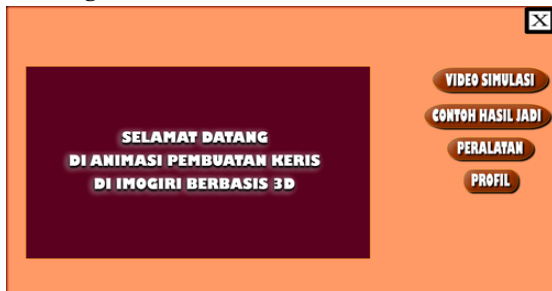 X
SELAMAT DATANG
DI ANIMASI PEMBUATAN KERIS
DI IMOGIRI BERBASIS 3D
VIDEO SIMULASI
CONTOH HASIL JADI
PERALATAN
PROFIL